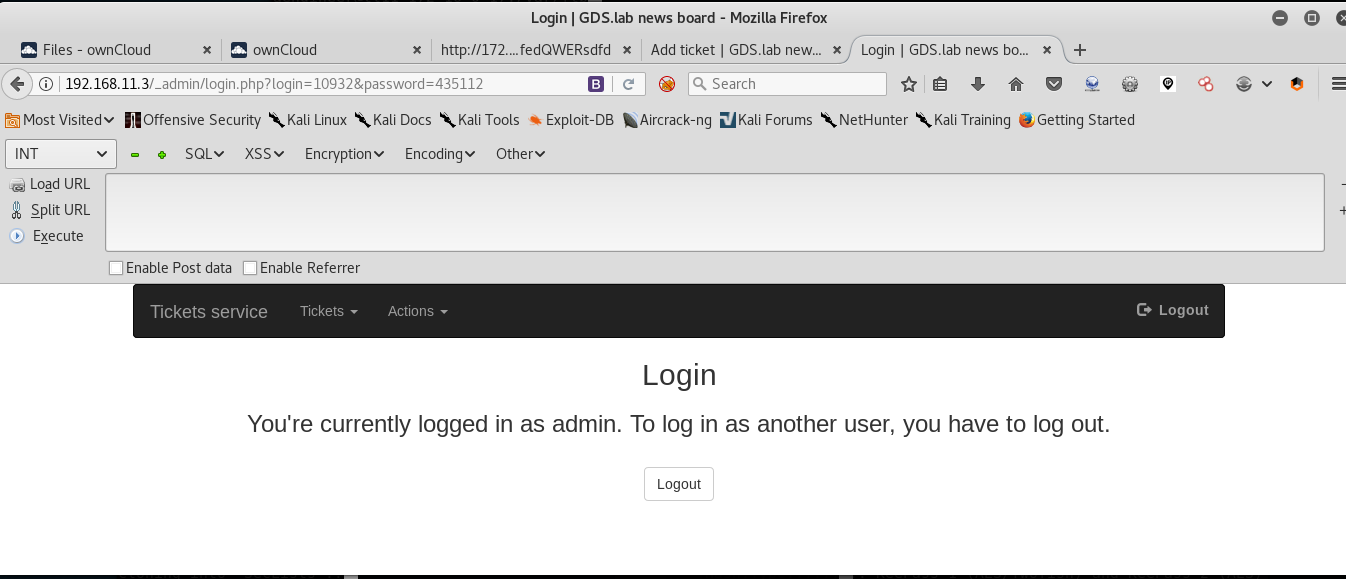 Login | GDS.lab news board - Mozilla Firefox
Files - ownCloud × ownCloud × http://172....fedQWERsdfd × Add ticket | GDS.lab new... × Login | GDS.lab news bo... × +
192.168.11.3/_admin/login.php?login=10932&password=435112 B Search
Most Visited Offensive Security Kali Linux Kali Docs Kali Tools Exploit-DB Aircrack-ng Kali Forums NetHunter Kali Training Getting Started
INT SQL XSS Encryption Encoding Other
Load URL
Split URL
Execute
Enable Post data Enable Referrer
Tickets service Tickets Actions Logout
Login
You're currently logged in as admin. To log in as another user, you have to log out.
Logout